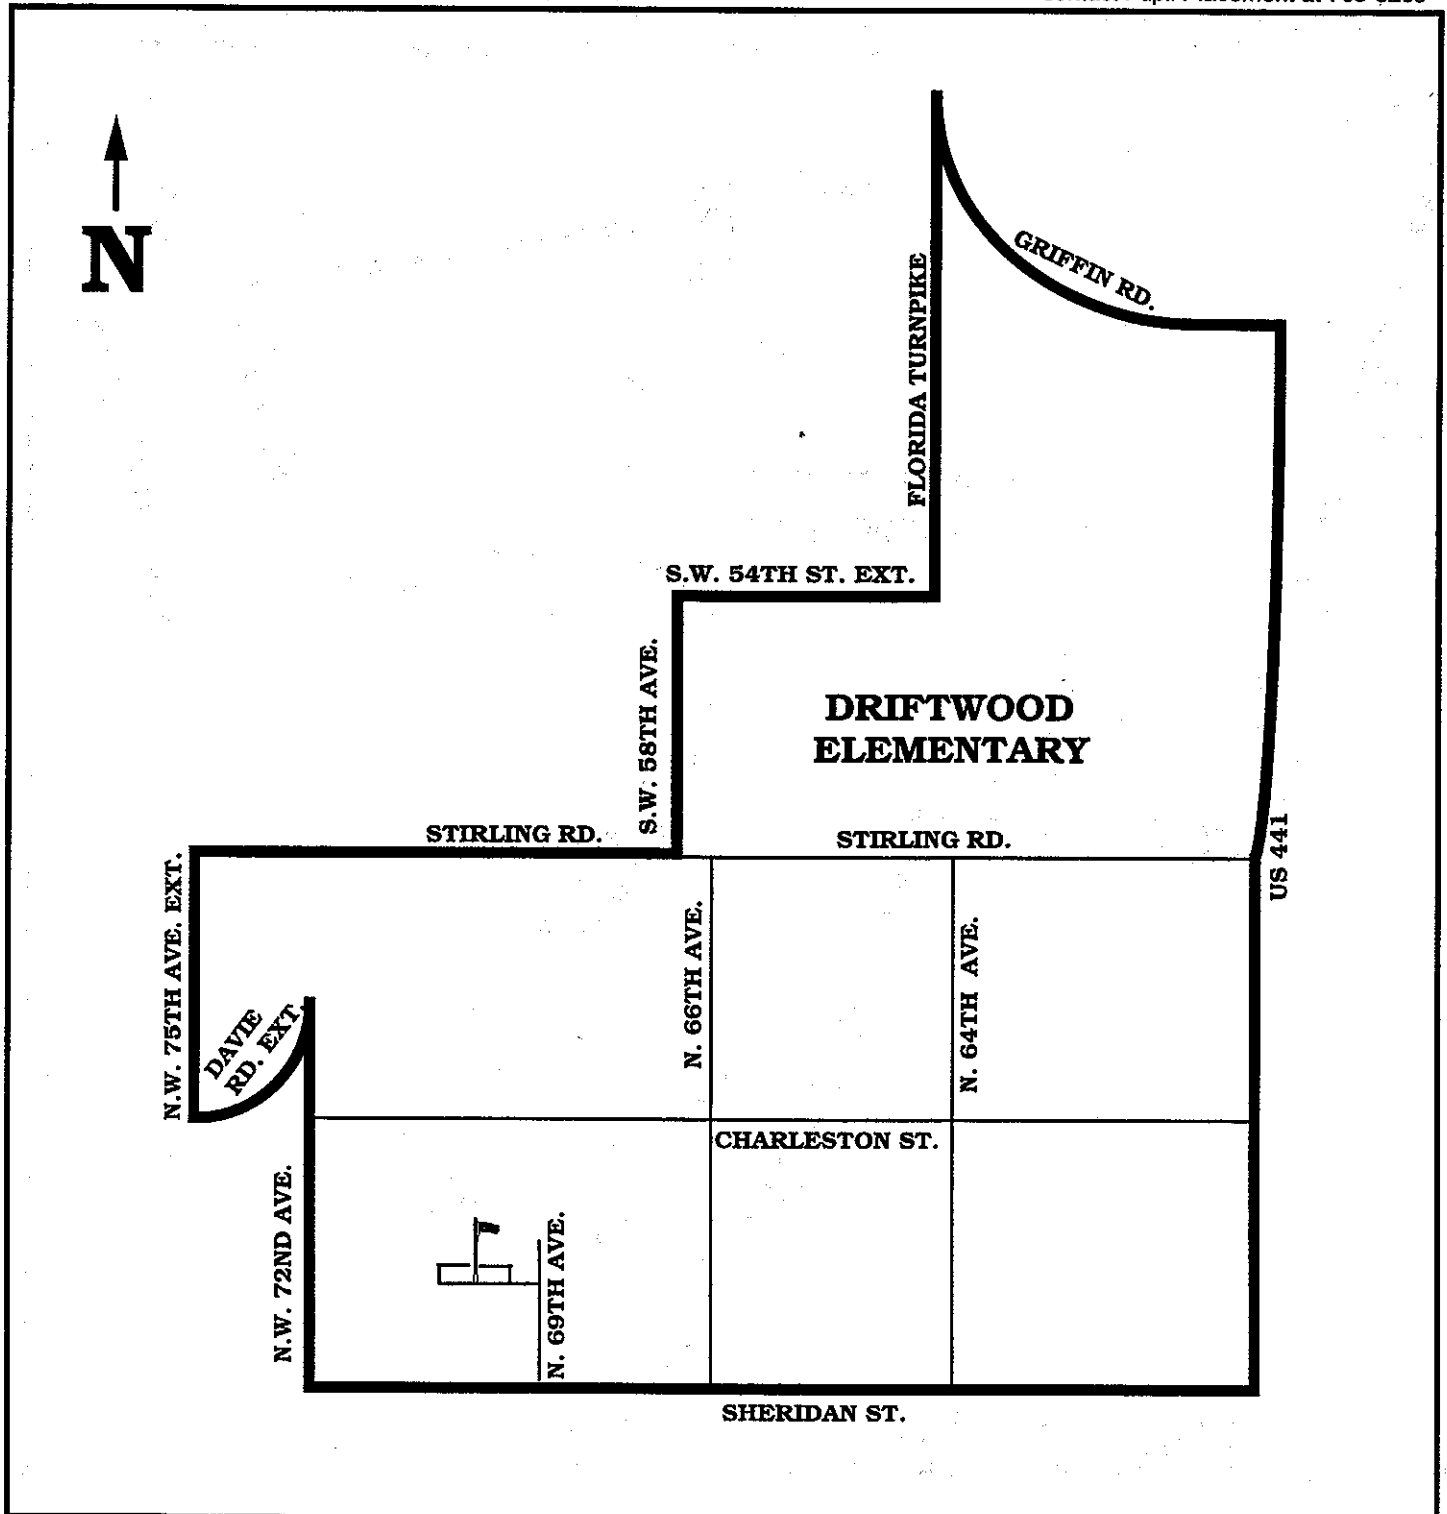 N
GRIFFIN RD.
FLORIDA TURNPIKE
S.W. 54TH ST. EXT.
S.W. 58TH AVE.
DRIFTWOOD
ELEMENTARY
STIRLING RD.
STIRLING RD.
US 441
N.W. 75TH AVE. EXT.
DAVIE
RD. EXT.
N. 66TH AVE.
N. 64TH AVE.
CHARLESTON ST.
N.W. 72ND AVE.
N. 69TH AVE.
SHERIDAN ST.